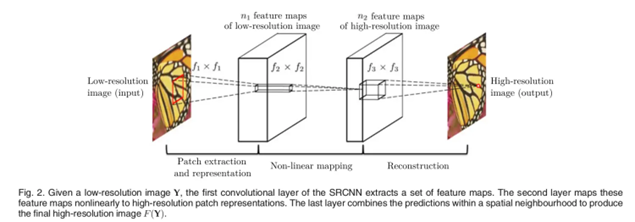 n₁ feature maps
of low-resolution image
n₂ feature maps
of high-resolution image
f₁ × f₁
f₂ × f₂
f₃ × f₃
Low-resolution
image (input)
High-resolution
image (output)
Patch extraction
and representation
Non-linear mapping
Reconstruction
Fig. 2. Given a low-resolution image Y, the first convolutional layer of the SRCNN extracts a set of feature maps. The second layer maps these
feature maps nonlinearly to high-resolution patch representations. The last layer combines the predictions within a spatial neighbourhood to produce
the final high-resolution image F(Y).